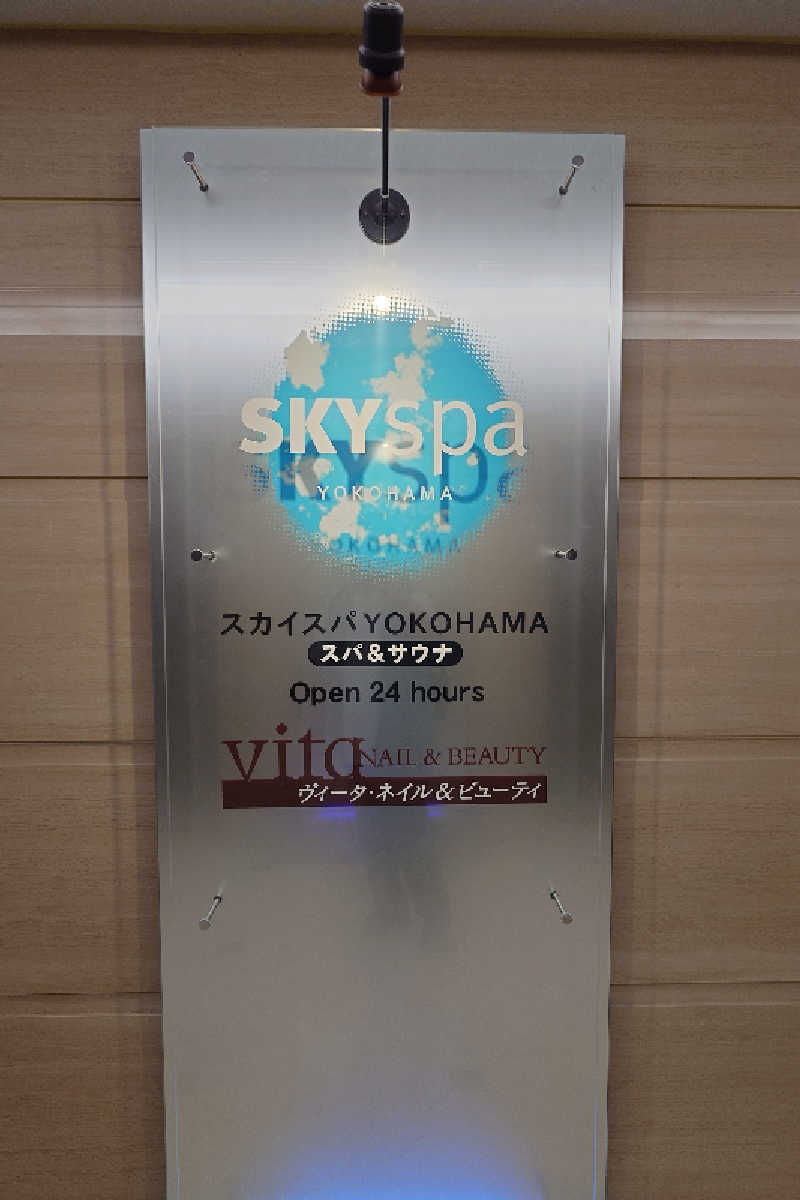 SKYspa
YOKOHAMA
スカイスパYOKOHAMA
スパ&サウナ
Open 24 hours
vita NAIL & BEAUTY
ヴィータ・ネイル&ビューティ